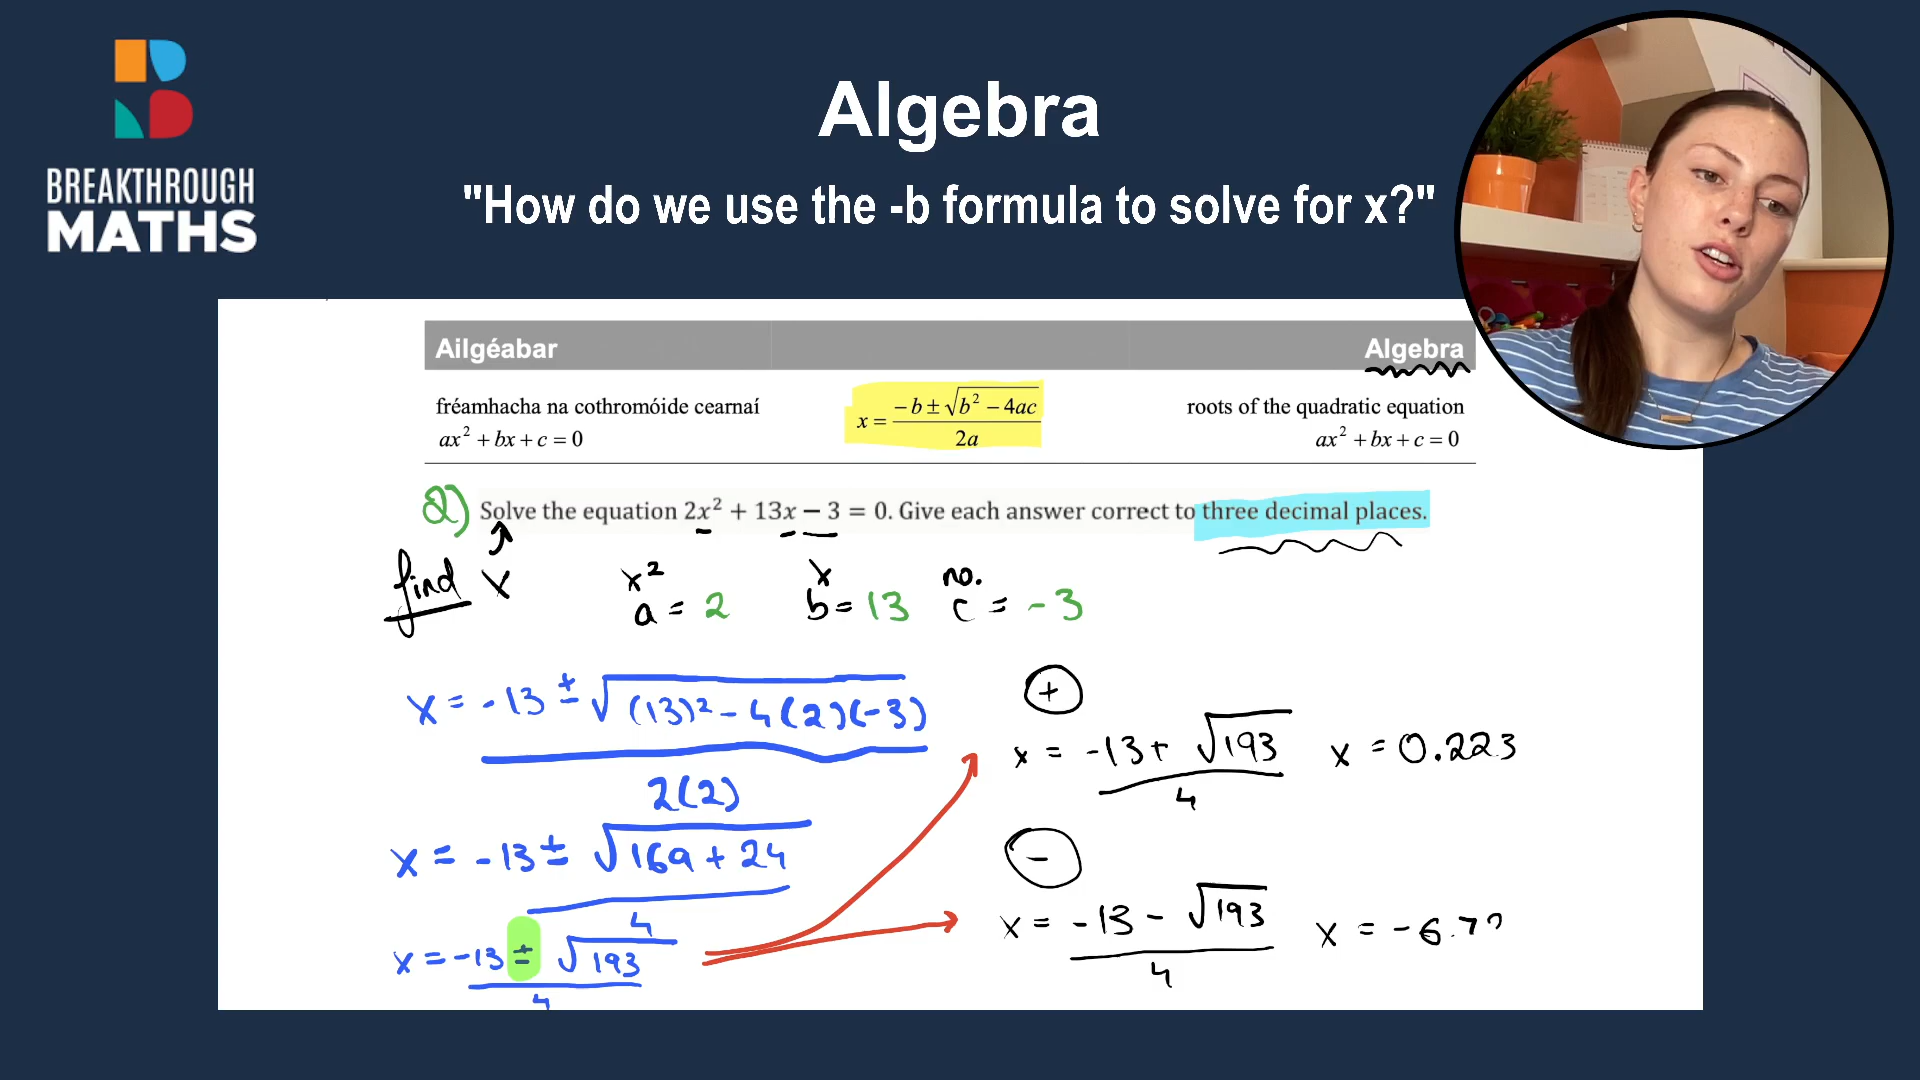 BREAKTHROUGH
MATHS
Algebra
"How do we use the -b formula to solve for x?"
Ailgéabar Algebra
fréamhacha na cothromóide cearnaí
ax² + bx + c = 0
x = (-b ± √(b² - 4ac)) / 2a
roots of the quadratic equation
ax² + bx + c = 0
Q) Solve the equation 2x² + 13x – 3 = 0. Give each answer correct to three decimal places.
find x
x² x no.
a = 2 b = 13 c = -3
x = -13 ± √((13)² - 4(2)(-3))
2(2)
x = -13 ± √(169 + 24)
4
x = -13 ± √193
4
+
x = -13 + √193 x = 0.223
4
-
x = -13 - √193 x = -6.7
4